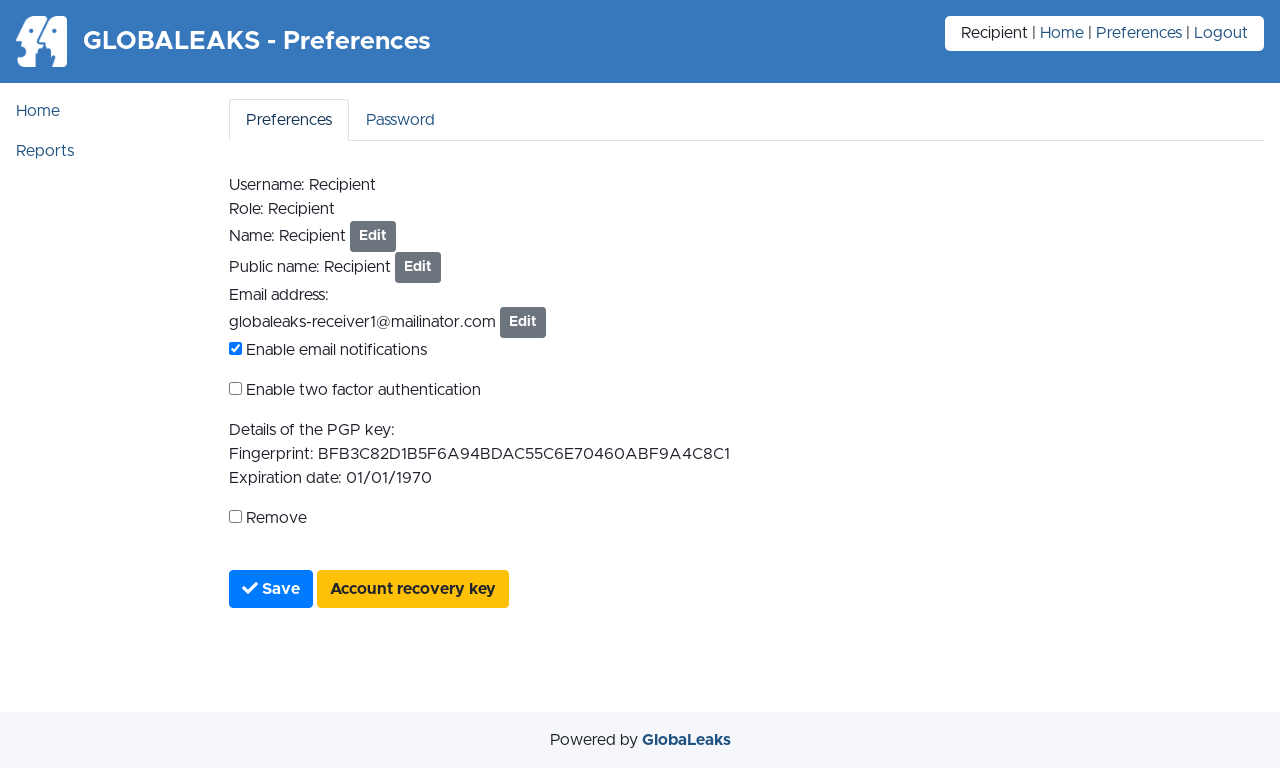 GLOBALEAKS - Preferences
Recipient | Home | Preferences | Logout
Home
Reports
Preferences
Password
Username: Recipient
Role: Recipient
Name: Recipient Edit
Public name: Recipient Edit
Email address:
globaleaks-receiver1@mailinator.com Edit
Enable email notifications
Enable two factor authentication
Details of the PGP key:
Fingerprint: BFB3C82D1B5F6A94BDAC55C6E70460ABF9A4C8C1
Expiration date: 01/01/1970
Remove
Save
Account recovery key
Powered by GlobaLeaks